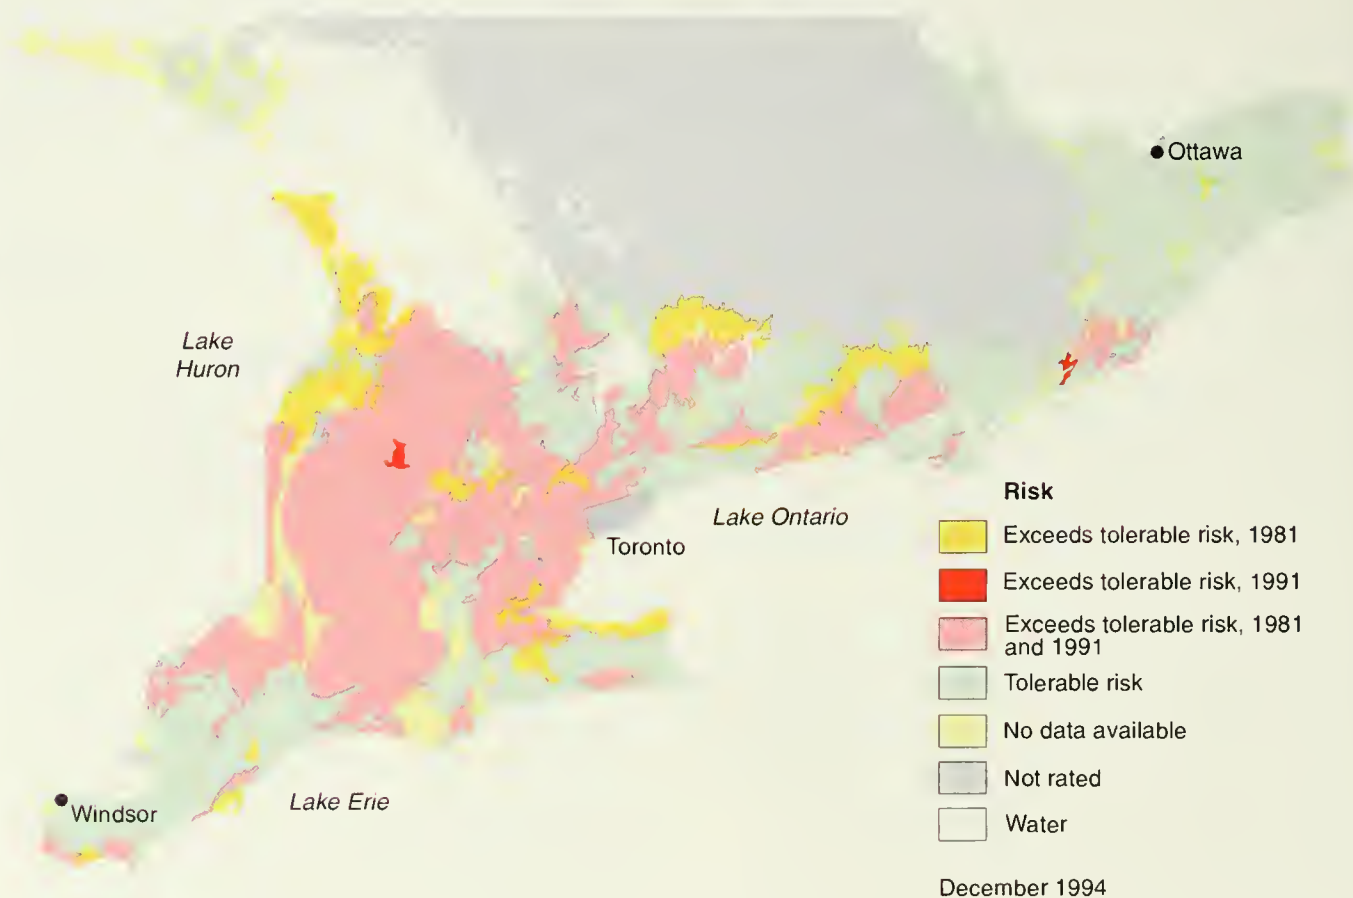 Ottawa
Lake
Huron
Lake Ontario
Toronto
Lake Erie
Windsor
Risk
Exceeds tolerable risk, 1981
Exceeds tolerable risk, 1991
Exceeds tolerable risk, 1981
and 1991
Tolerable risk
No data available
Not rated
Water
December 1994